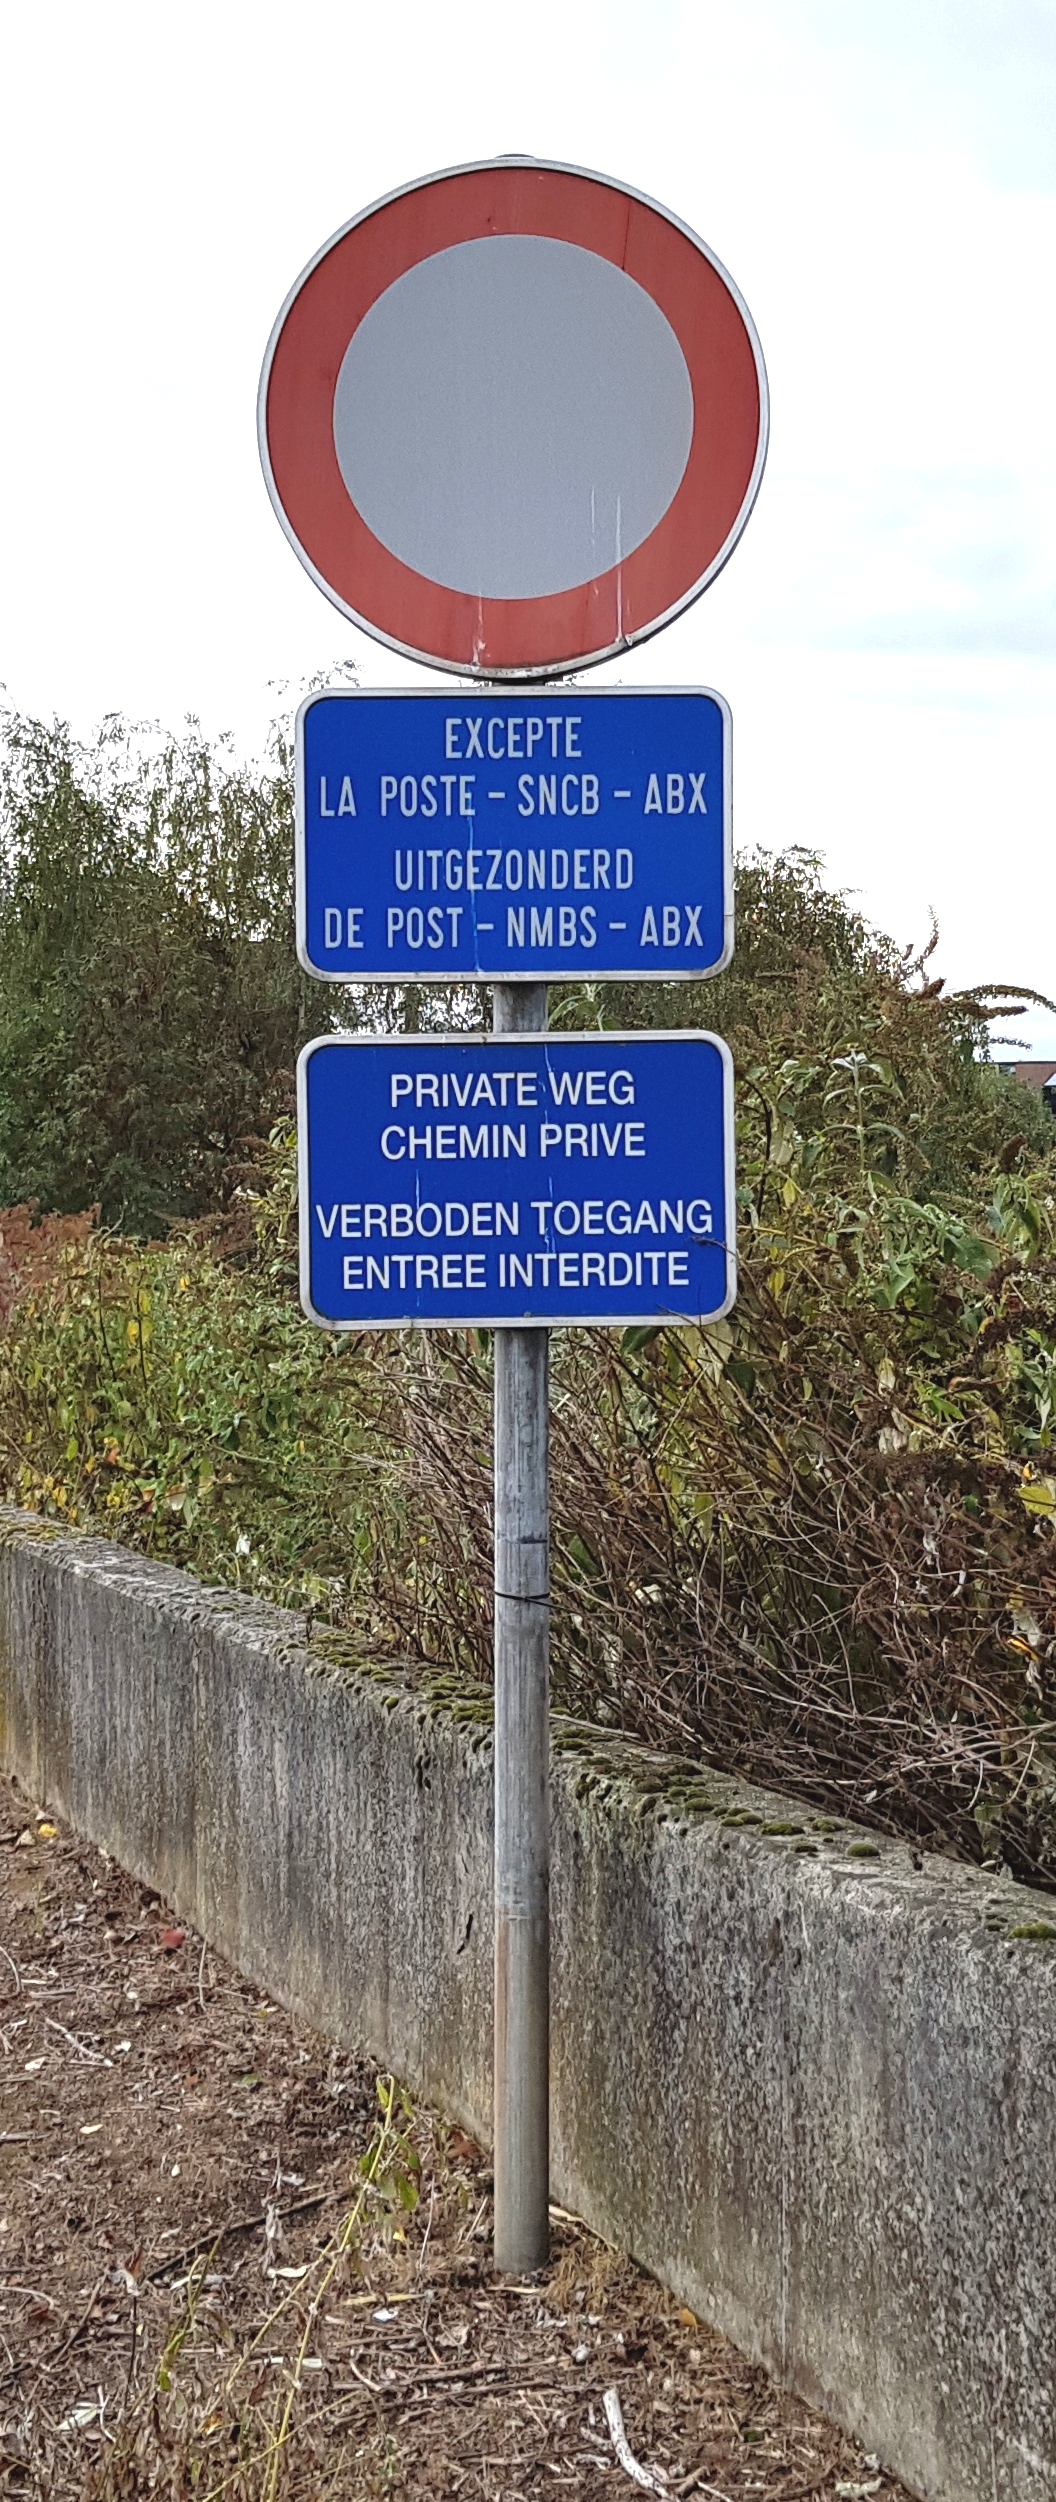 EXCEPTE
LA POSTE - SNCB - ABX
UITGEZONDERD
DE POST - NMBS - ABX
PRIVATE WEG
CHEMIN PRIVE
VERBODEN TOEGANG
ENTREE INTERDITE